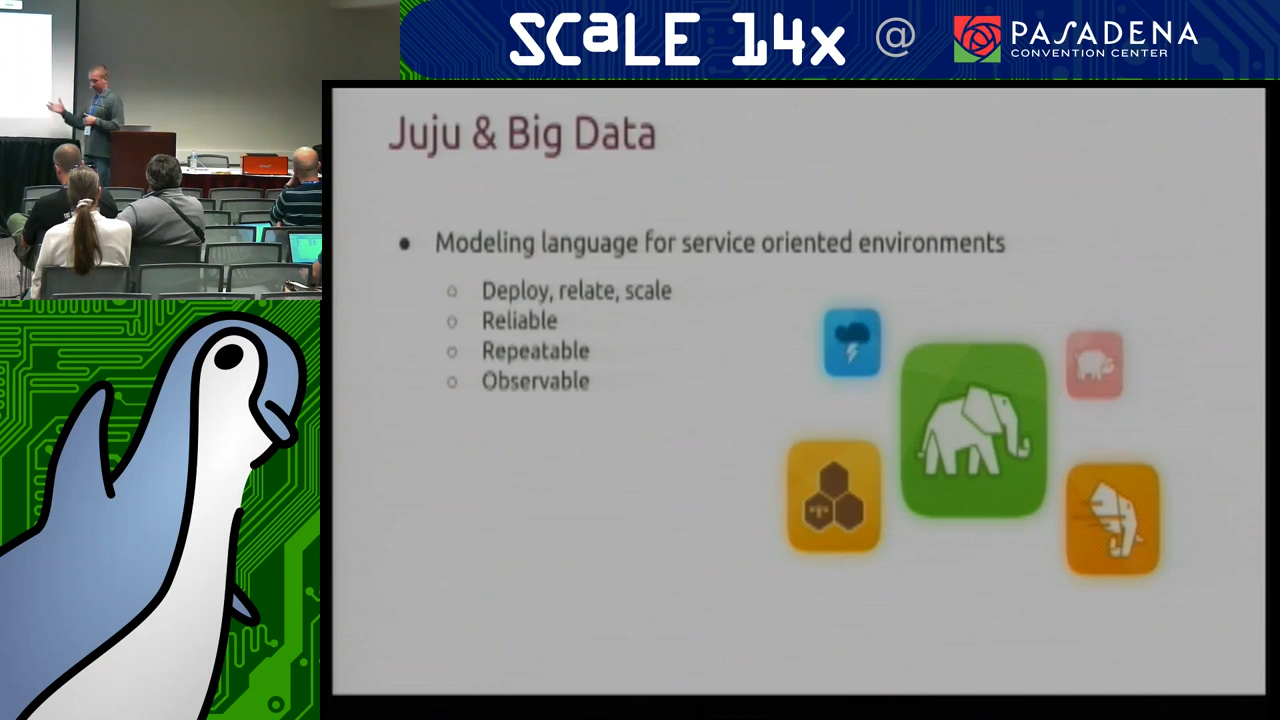 SCaLE 14x @ PASADENA
CONVENTION CENTER
Juju & Big Data
• Modeling language for service oriented environments
○ Deploy, relate, scale
○ Reliable
○ Repeatable
○ Observable